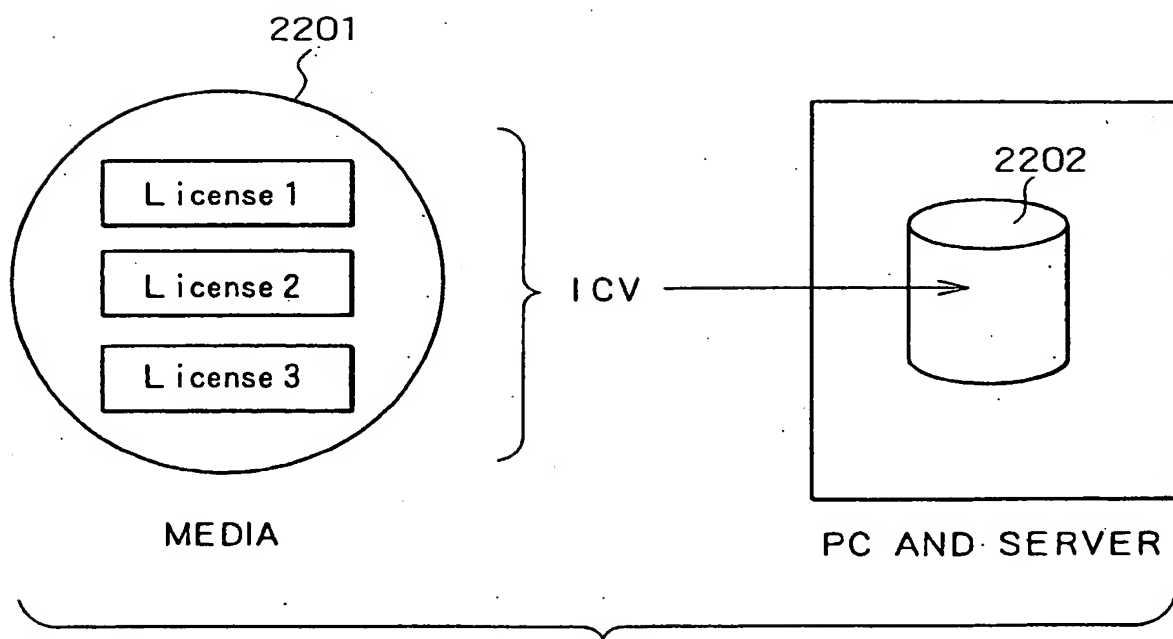 2201
License 1
License 2
License 3
MEDIA
ICV
2202
PC AND SERVER